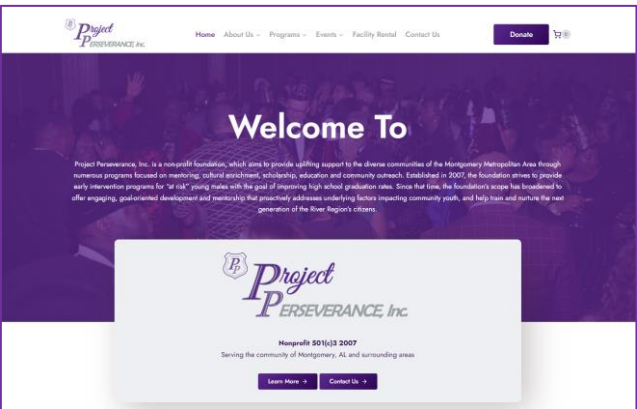 Project
PERSEVERANCE, Inc.
Home About Us Programs Events Facility Rental Contact Us Donate 0
Welcome To
Project Perseverance, Inc. is a non-profit foundation, which aims to provide uplifting support to the diverse communities of the Montgomery Metropolitan Area through
numerous programs focused on mentoring, cultural enrichment, scholarship, education and community outreach. Established in 2007, the foundation strives to provide
early intervention programs for "at risk" young males with the goal of improving high school graduation rates. Since that time, the foundation's scope has broadened to
offer engaging, goal-oriented development and mentorship that proactively addresses underlying factors impacting community youth, and help train and nurture the next
generation of the River Region's citizens.
PP Project
PERSEVERANCE, Inc.
Nonprofit 501(c)3 2007
Serving the community of Montgomery, AL and surrounding areas
Learn More → Contact Us →